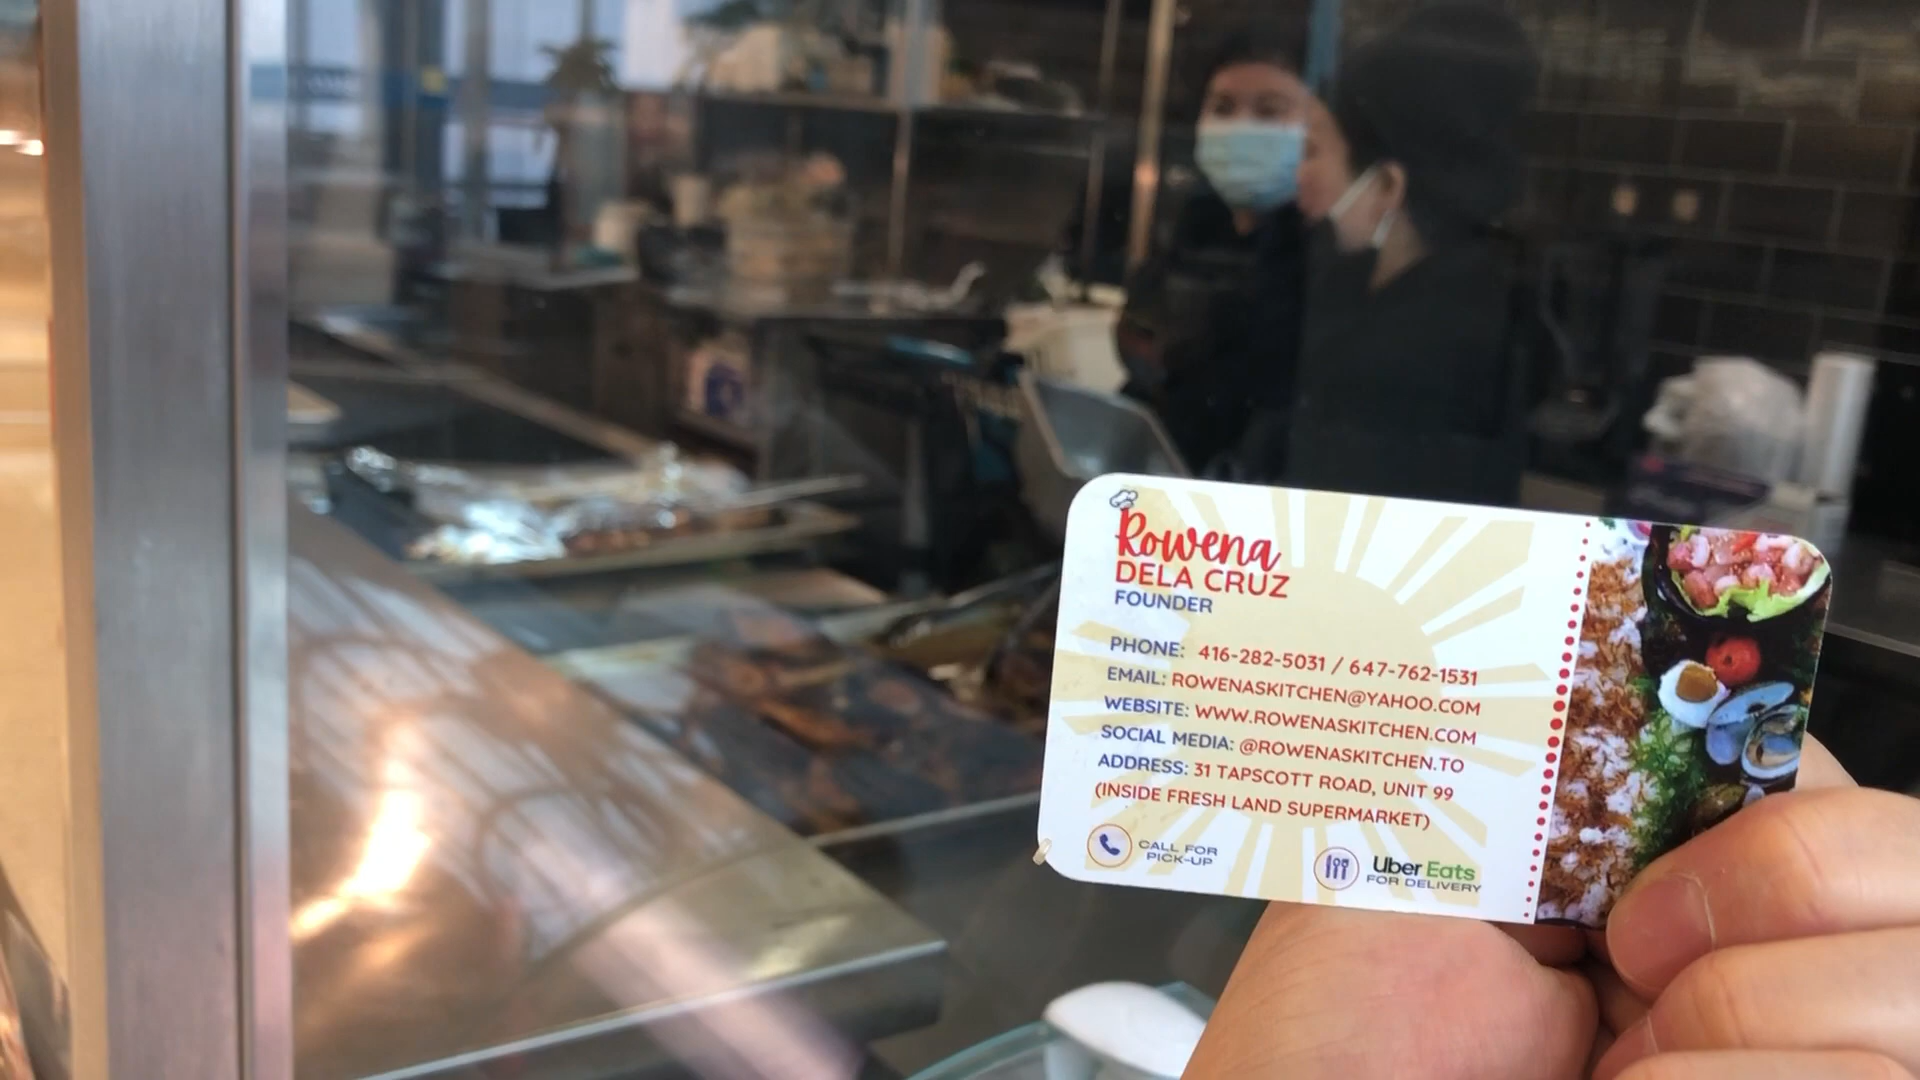 Rowena
DELA CRUZ
FOUNDER
PHONE: 416-282-5031 / 647-762-1531
EMAIL: ROWENASKITCHEN@YAHOO.COM
WEBSITE: WWW.ROWENASKITCHEN.COM
SOCIAL MEDIA: @ROWENASKITCHEN.TO
ADDRESS: 31 TAPSCOTT ROAD, UNIT 99
(INSIDE FRESH LAND SUPERMARKET)
CALL FOR
PICK-UP
Uber Eats
FOR DELIVERY